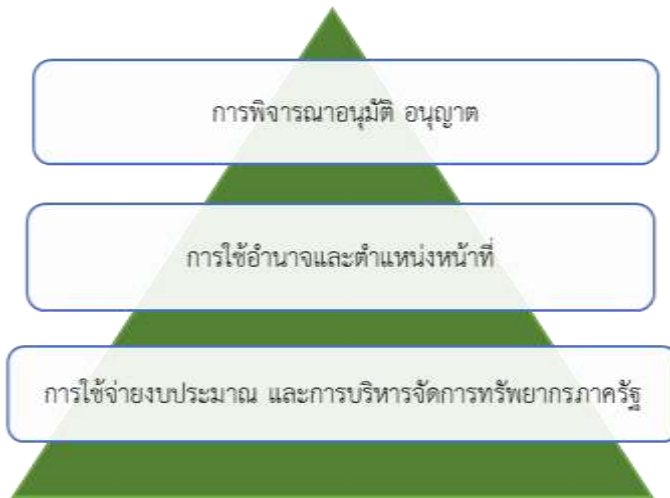 การพิจารณาอนุมัติ อนุญาต
การใช้อำนาจและตำแหน่งหน้าที่
การใช้จ่ายงบประมาณ และการบริหารจัดการทรัพยากรภาครัฐ